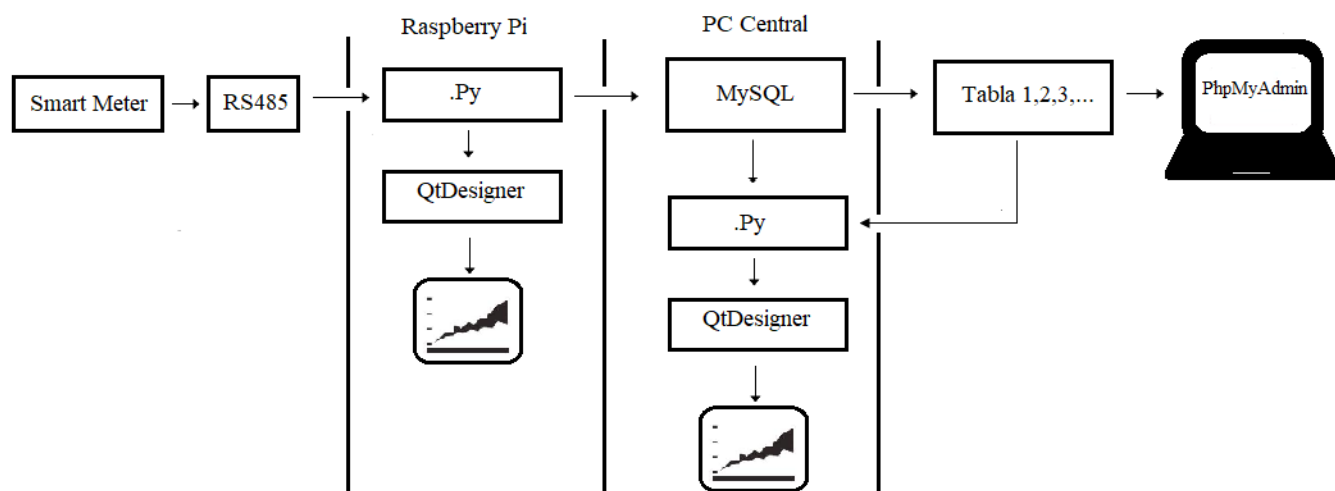 Raspberry Pi
PC Central
Smart Meter
RS485
.Py
MySQL
Tabla 1,2,3,...
PhpMyAdmin
QtDesigner
.Py
QtDesigner